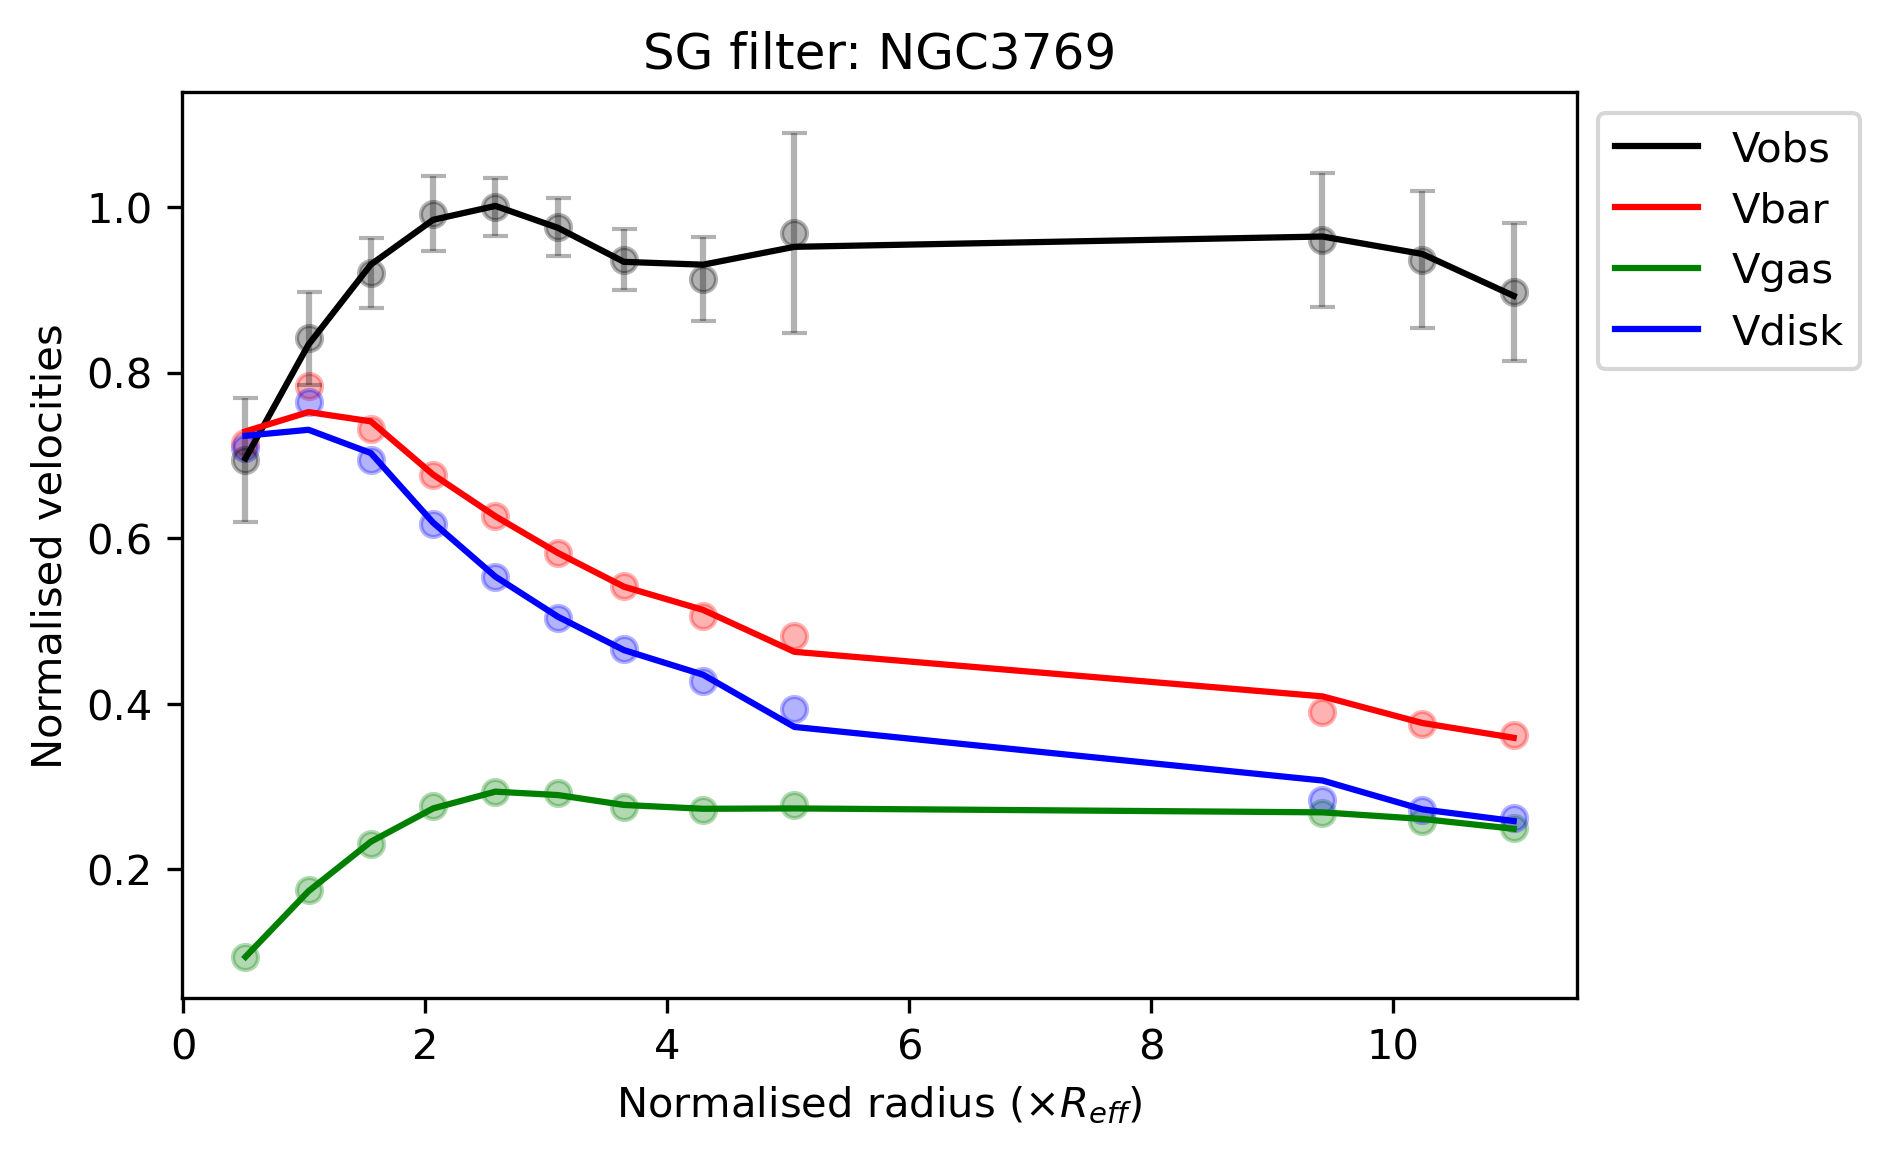 SG filter: NGC3769
Vobs
Vbar
Vgas
Vdisk
Normalised velocities
1.0
0.8
0.6
0.4
0.2
0 2 4 6 8 10
Normalised radius (×R_eff)